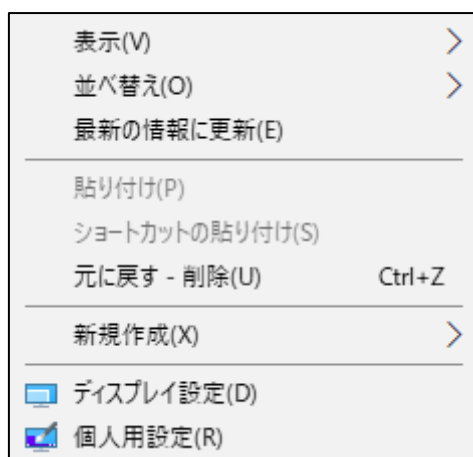 表示(V)
並べ替え(O)
最新の情報に更新(E)
貼り付け(P)
ショートカットの貼り付け(S)
元に戻す - 削除(U) Ctrl+Z
新規作成(X)
ディスプレイ設定(D)
個人用設定(R)